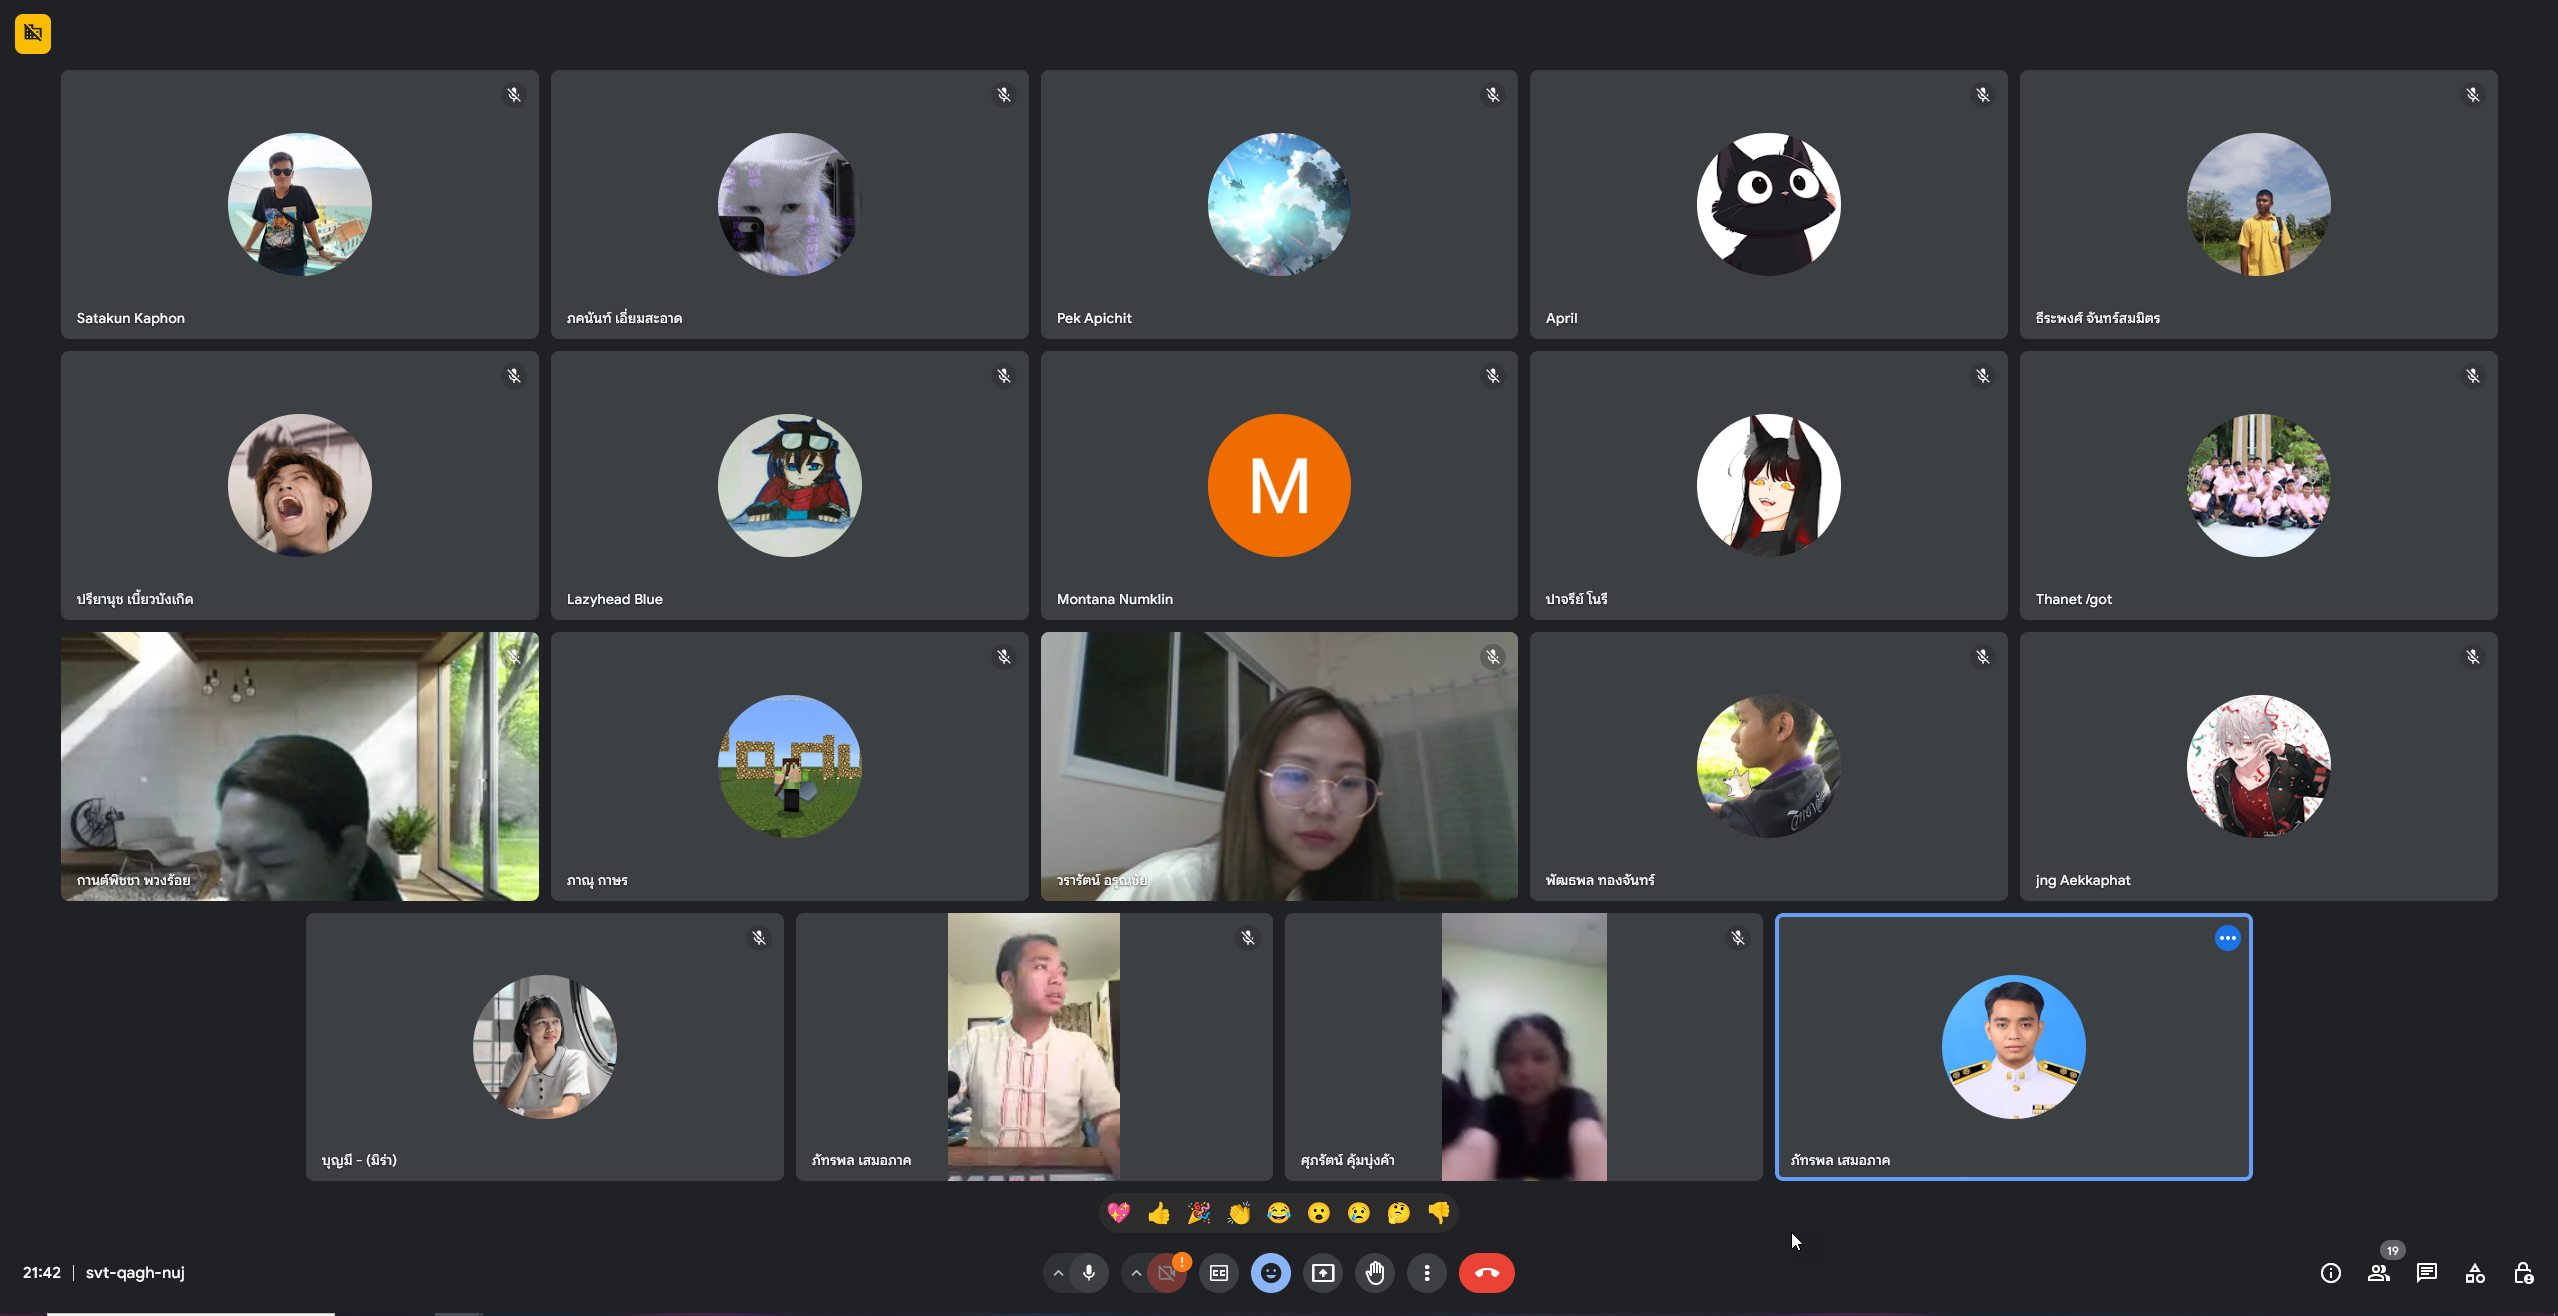 Satakun Kaphon
ภคนันท์ เอี่ยมสะอาด
Pek Apichit
April
ธีระพงศ์ จันทร์สมมิตร
ปรียานุช เบี้ยวบังเกิด
Lazyhead Blue
M
Montana Numklin
ปาจรีย์ โนรี
Thanet /got
กานต์พิชชา พวงร้อย
ภาณุ กาษร
วรารัตน์ อรุณชัย
พัฒธพล ทองจันทร์
jng Aekkaphat
บุญมี - (มิร่า)
ภัทรพล เสมอภาค
ศุภรัตน์ คุ้มบุ่งค้า
ภัทรพล เสมอภาค
21:42 | svt-qagh-nuj
19